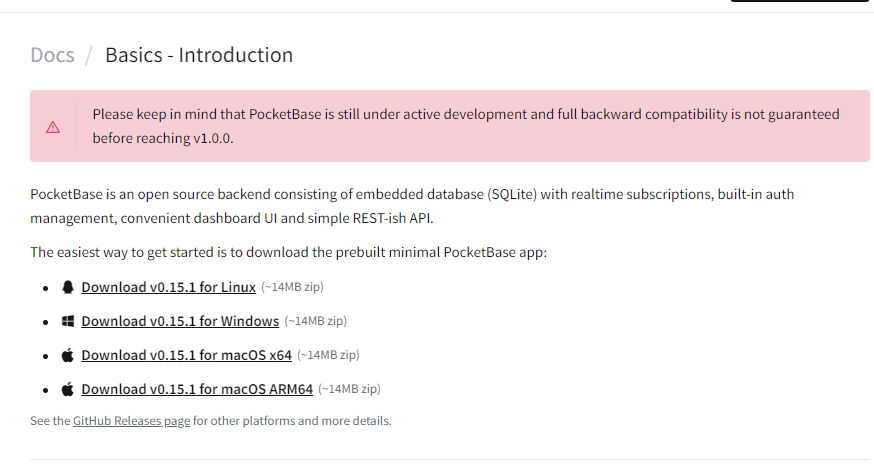 Docs / Basics - Introduction
Please keep in mind that PocketBase is still under active development and full backward compatibility is not guaranteed
before reaching v1.0.0.
PocketBase is an open source backend consisting of embedded database (SQLite) with realtime subscriptions, built-in auth
management, convenient dashboard UI and simple REST-ish API.
The easiest way to get started is to download the prebuilt minimal PocketBase app:
Download v0.15.1 for Linux (~14MB zip)
Download v0.15.1 for Windows (~14MB zip)
Download v0.15.1 for macOS x64 (~14MB zip)
Download v0.15.1 for macOS ARM64 (~14MB zip)
See the GitHub Releases page for other platforms and more details.